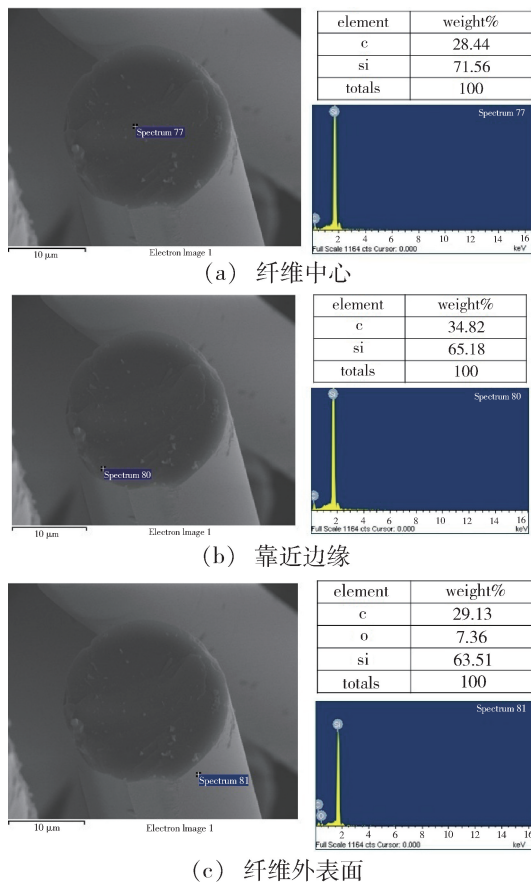 element weight%
c 28.44
si 71.56
totals 100
Spectrum 77
Spectrum 77
Si
2 4 6 8 10 12 14 16
Full Scale 1164 cts Cursor: 0.000 keV
10 μm Electron Image 1
(a) 纤维中心
element weight%
c 34.82
si 65.18
totals 100
Spectrum 80
Spectrum 80
Si
2 4 6 8 10 12 14 16
Full Scale 1164 cts Cursor: 0.000 keV
10 μm Electron Image 1
(b) 靠近边缘
element weight%
c 29.13
o 7.36
si 63.51
totals 100
Spectrum 81
Spectrum 81
Si
2 4 6 8 10 12 14 16
Full Scale 1164 cts Cursor: 0.000 keV
10 μm Electron Image 1
(c) 纤维外表面